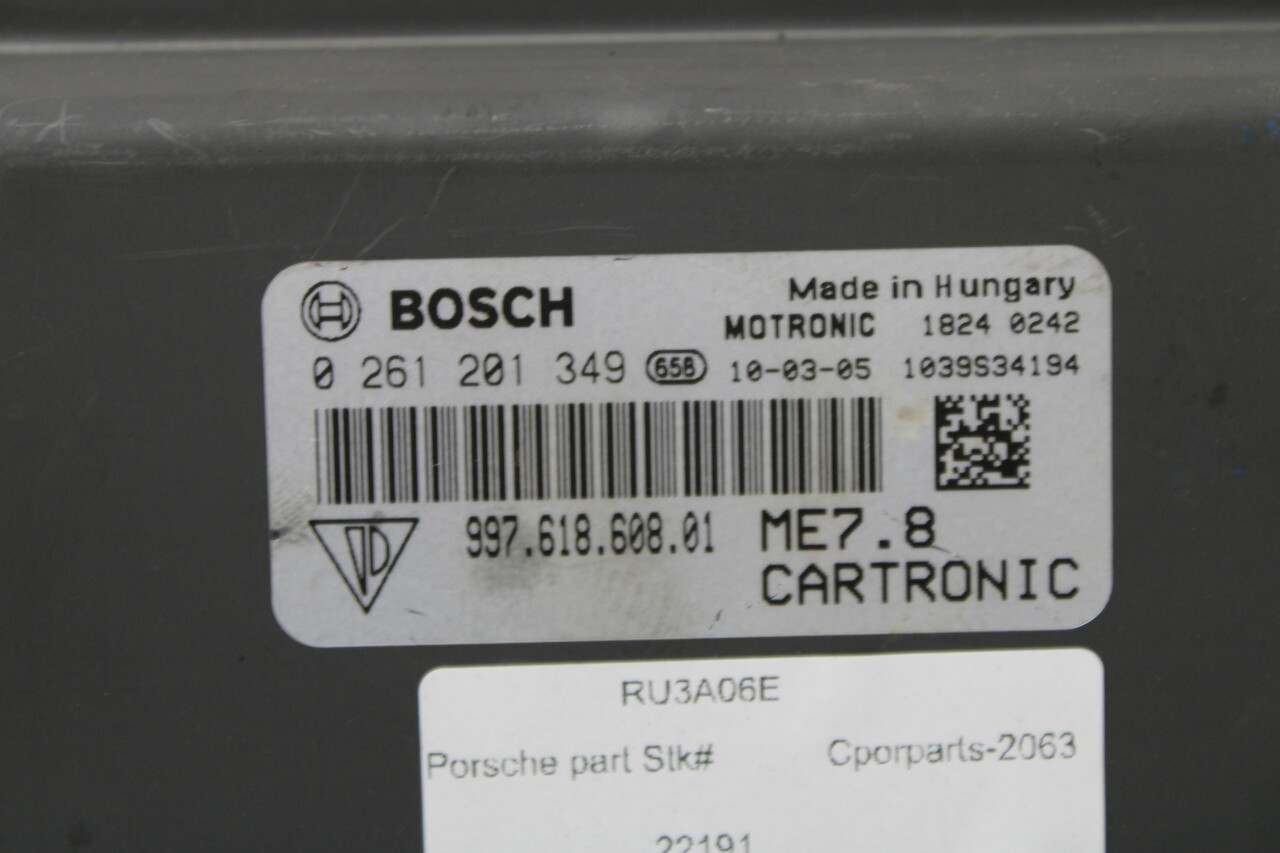 BOSCH
Made in Hungary
MOTRONIC 1824 0242
0 261 201 349 658 10-03-05 1039S34194
997.618.608.01
ME7.8
CARTRONIC
RU3A06E
Porsche part Stk# Cporparts-2063
22191